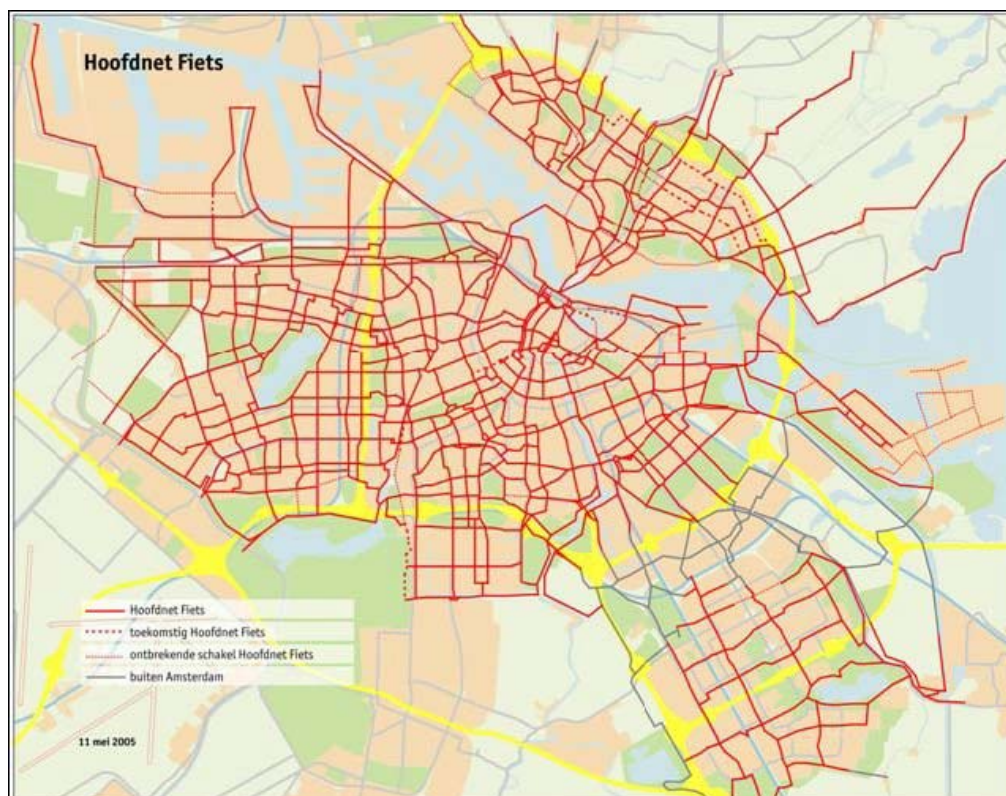 Hoofdnet Fiets
Hoofdnet Fiets
toekomstig Hoofdnet Fiets
ontbrekende schakel Hoofdnet Fiets
buiten Amsterdam
11 mei 2005